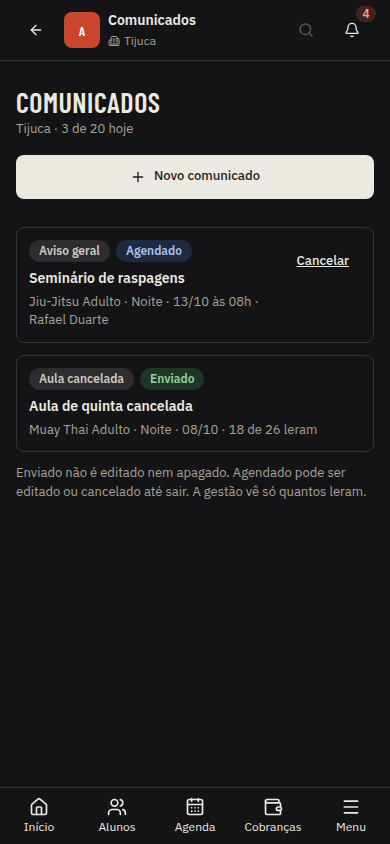 A
Comunicados
Tijuca
4
COMUNICADOS
Tijuca · 3 de 20 hoje
+ Novo comunicado
Aviso geral
Agendado
Cancelar
Seminário de raspagens
Jiu-Jitsu Adulto · Noite · 13/10 às 08h ·
Rafael Duarte
Aula cancelada
Enviado
Aula de quinta cancelada
Muay Thai Adulto · Noite · 08/10 · 18 de 26 leram
Enviado não é editado nem apagado. Agendado pode ser
editado ou cancelado até sair. A gestão vê só quantos leram.
Início
Alunos
Agenda
Cobranças
Menu